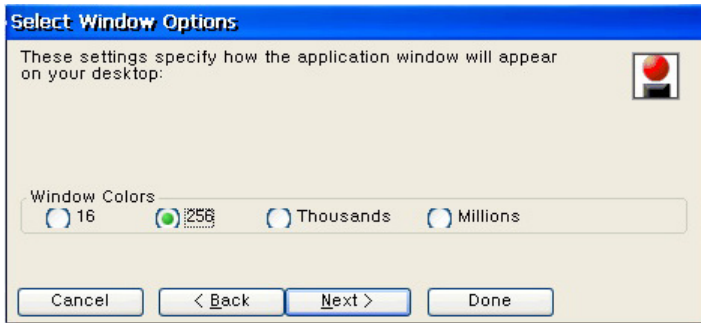 Select Window Options
These settings specify how the application window will appear
on your desktop:
Window Colors
16 256 Thousands Millions
Cancel < Back Next > Done